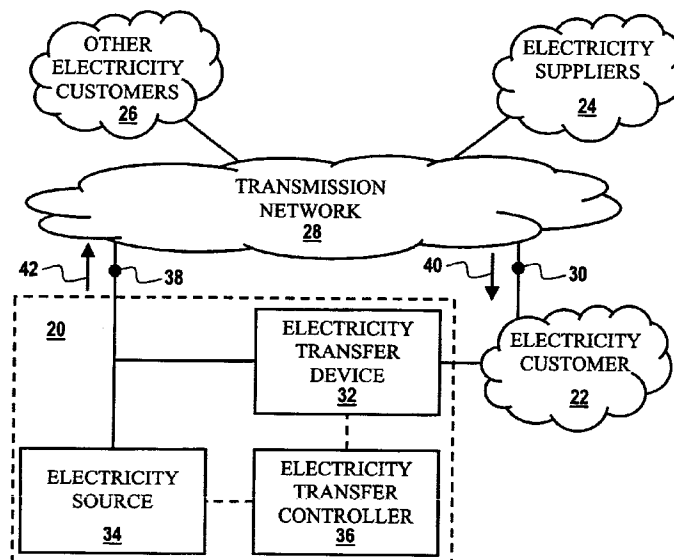 OTHER
ELECTRICITY
CUSTOMERS
26
ELECTRICITY
SUPPLIERS
24
TRANSMISSION
NETWORK
28
42
38
40
30
20
ELECTRICITY
TRANSFER
DEVICE
32
ELECTRICITY
CUSTOMER
22
ELECTRICITY
SOURCE
34
ELECTRICITY
TRANSFER
CONTROLLER
36